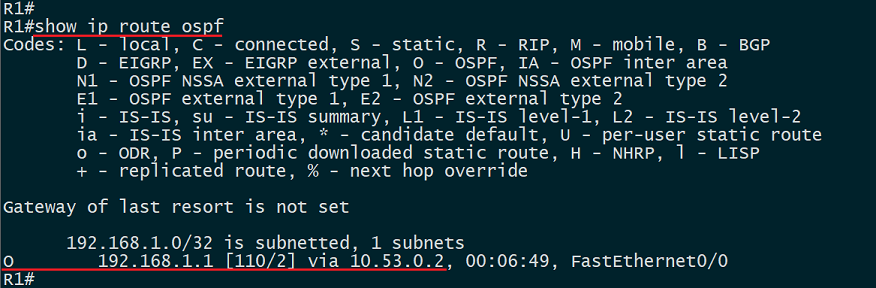 R1#
R1#show ip route ospf
Codes: L - local, C - connected, S - static, R - RIP, M - mobile, B - BGP
       D - EIGRP, EX - EIGRP external, O - OSPF, IA - OSPF inter area
       N1 - OSPF NSSA external type 1, N2 - OSPF NSSA external type 2
       E1 - OSPF external type 1, E2 - OSPF external type 2
       i - IS-IS, su - IS-IS summary, L1 - IS-IS level-1, L2 - IS-IS level-2
       ia - IS-IS inter area, * - candidate default, U - per-user static route
       o - ODR, P - periodic downloaded static route, H - NHRP, l - LISP
       + - replicated route, % - next hop override
Gateway of last resort is not set
      192.168.1.0/32 is subnetted, 1 subnets
O        192.168.1.1 [110/2] via 10.53.0.2, 00:06:49, FastEthernet0/0
R1#